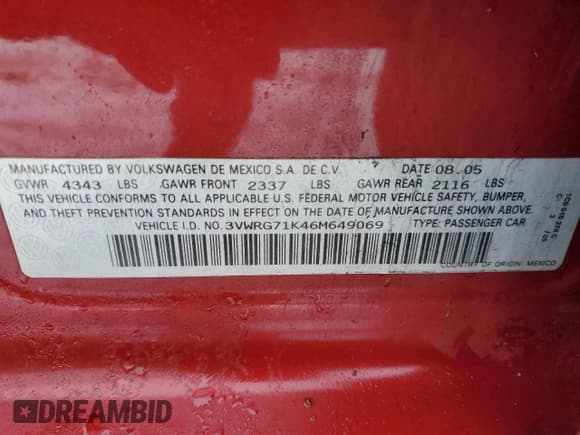 MANUFACTURED BY VOLKSWAGEN DE MEXICO S.A. DE C.V. DATE 08.05
GVWR 4343 LBS GAWR FRONT 2337 LBS GAWR REAR 2116 LBS
THIS VEHICLE CONFORMS TO ALL APPLICABLE U.S. FEDERAL MOTOR VEHICLE SAFETY, BUMPER,
AND THEFT PREVENTION STANDARDS IN EFFECT ON THE DATE OF MANUFACTURE SHOWN ABOVE.
VEHICLE I.D. NO. 3VWRG71K46M649069 TYPE: PASSENGER CAR
COUNTRY OF ORIGIN: MEXICO
DREAMBID